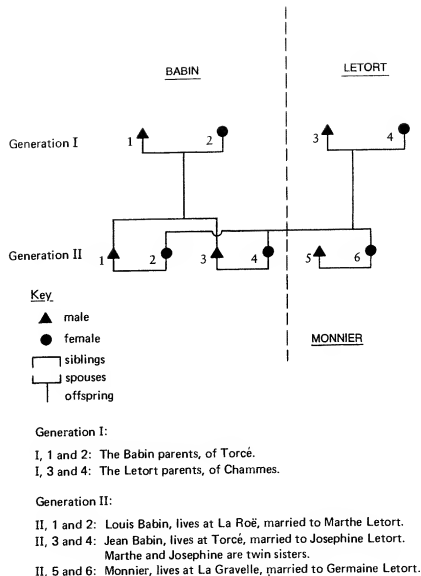 BABIN LETORT
Generation I 1 2 3 4
Generation II 1 2 3 4 5 6
Key
male
female
MONNIER
siblings
spouses
offspring
Generation I:
I, 1 and 2: The Babin parents, of Torcé.
I, 3 and 4: The Letort parents, of Chammes.
Generation II:
II, 1 and 2: Louis Babin, lives at La Roë, married to Marthe Letort.
II, 3 and 4: Jean Babin, lives at Torcé, married to Josephine Letort.
Marthe and Josephine are twin sisters.
II. 5 and 6: Monnier, lives at La Gravelle, married to Germaine Letort.